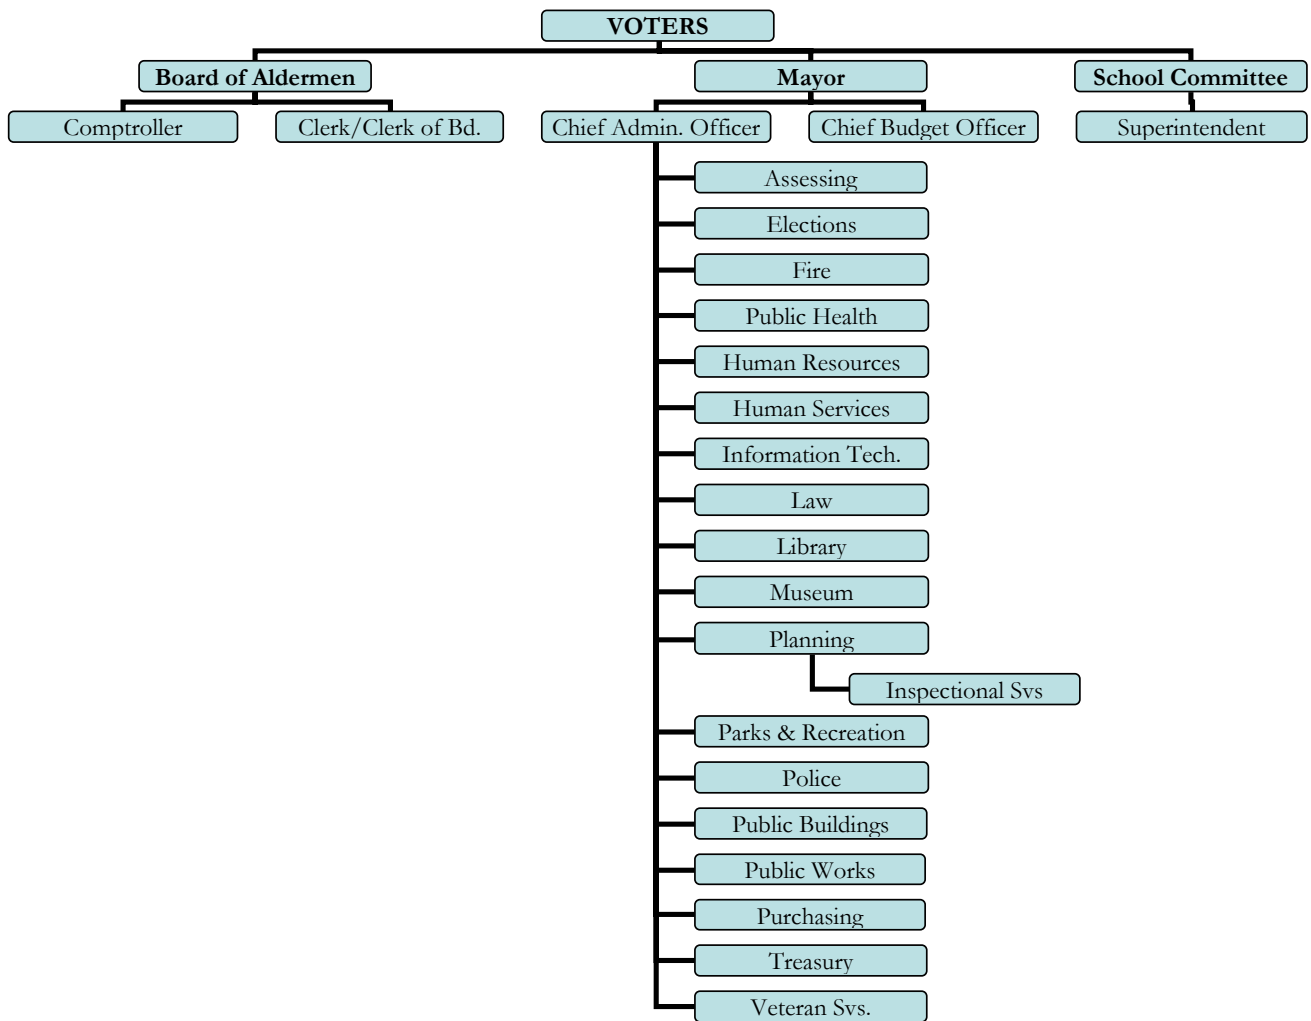 VOTERS
Board of Aldermen
Mayor
School Committee
Comptroller
Clerk/Clerk of Bd.
Chief Admin. Officer
Chief Budget Officer
Superintendent
Assessing
Elections
Fire
Public Health
Human Resources
Human Services
Information Tech.
Law
Library
Museum
Planning
Inspectional Svs
Parks & Recreation
Police
Public Buildings
Public Works
Purchasing
Treasury
Veteran Svs.